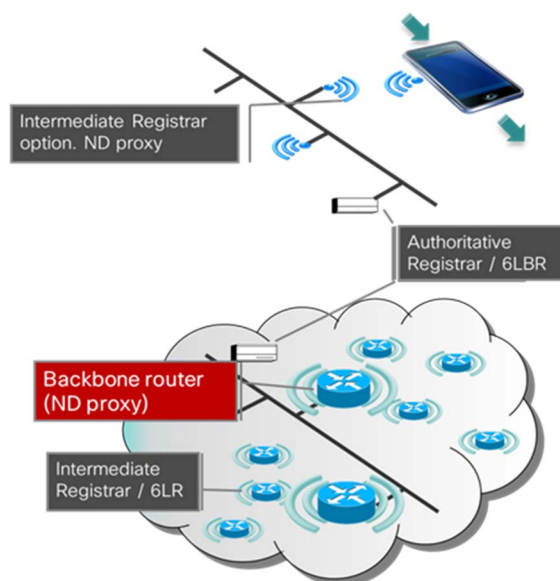 Intermediate Registrar
option. ND proxy
Authoritative
Registrar / 6LBR
Backbone router
(ND proxy)
Intermediate
Registrar / 6LR